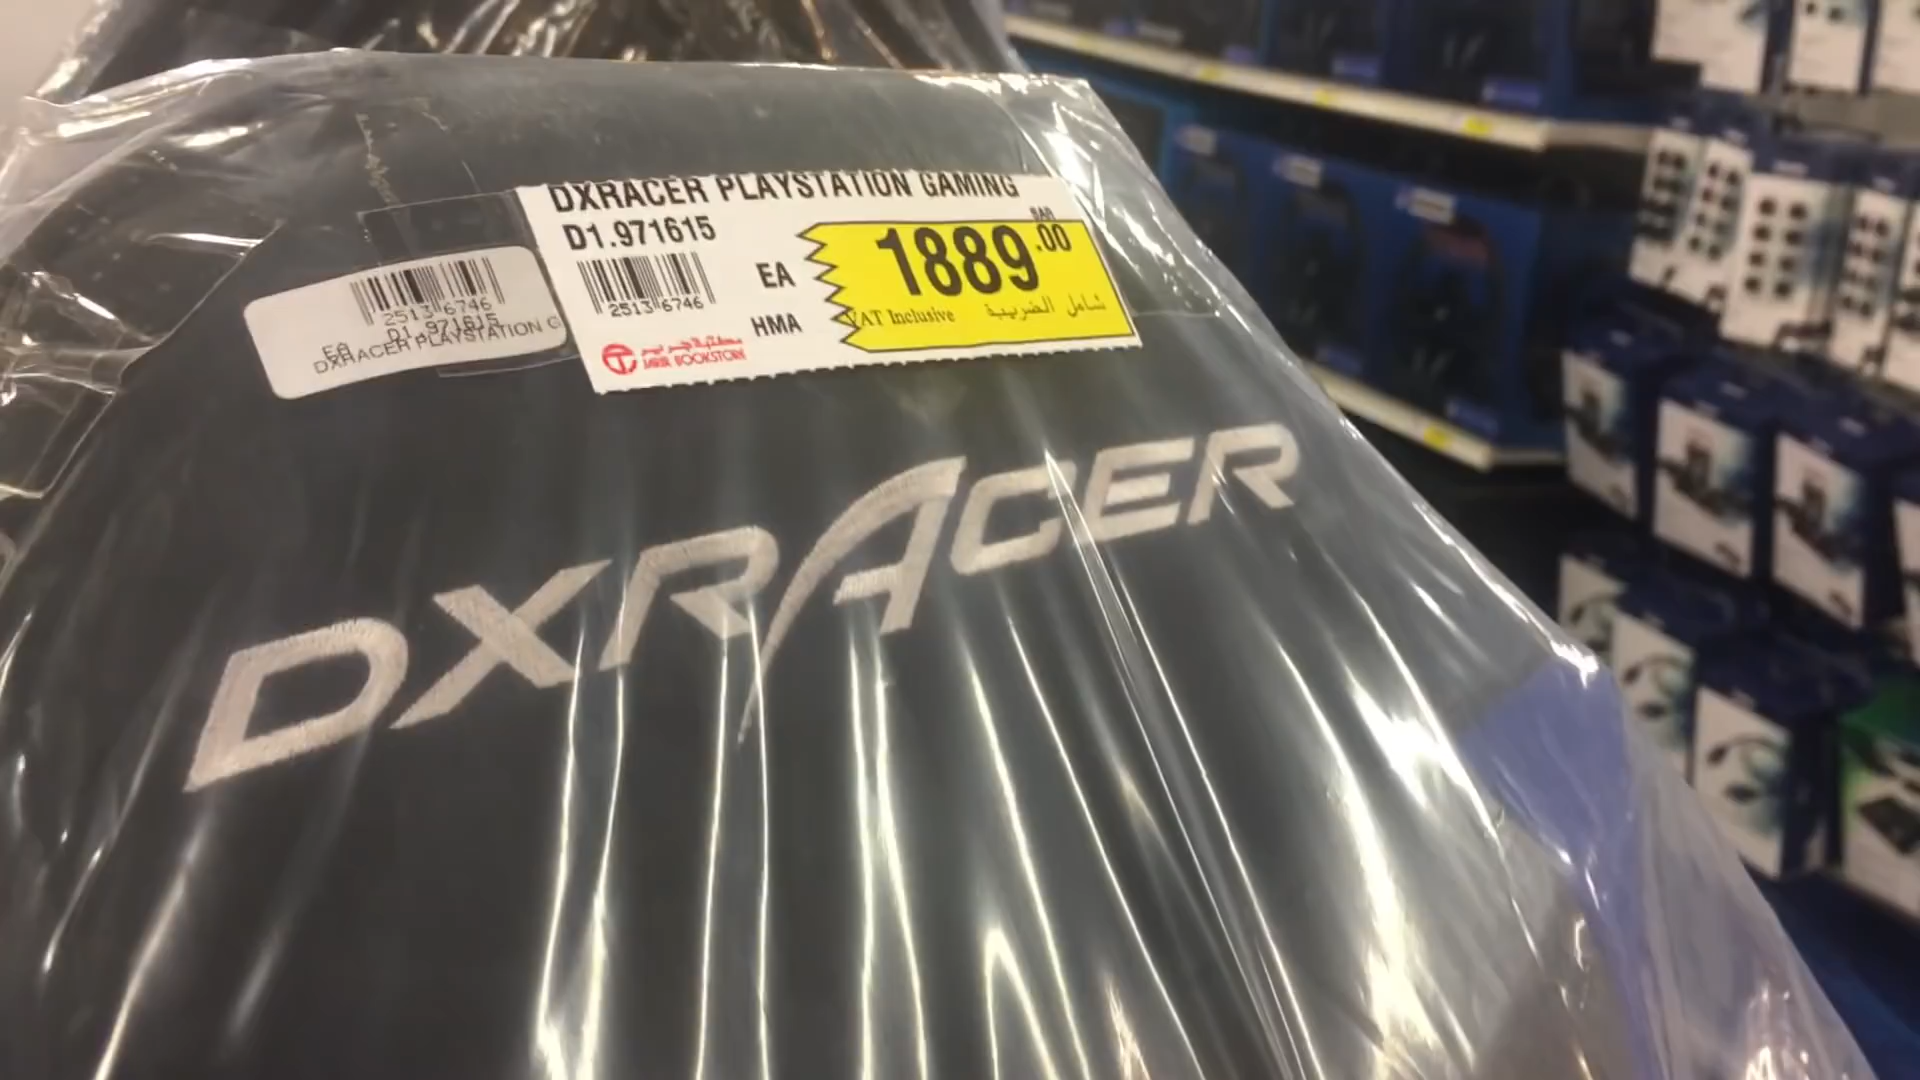 DXRACER PLAYSTATION GAMING
D1.971615
SAR
1889.00
EA
2513 6746
HMA
VAT Inclusive شامل الضريبة
مكتبة جرير
JARIR BOOKSTORE
2513 6746
D1.971615
EA
DXRACER PLAYSTATION G
DXRACER